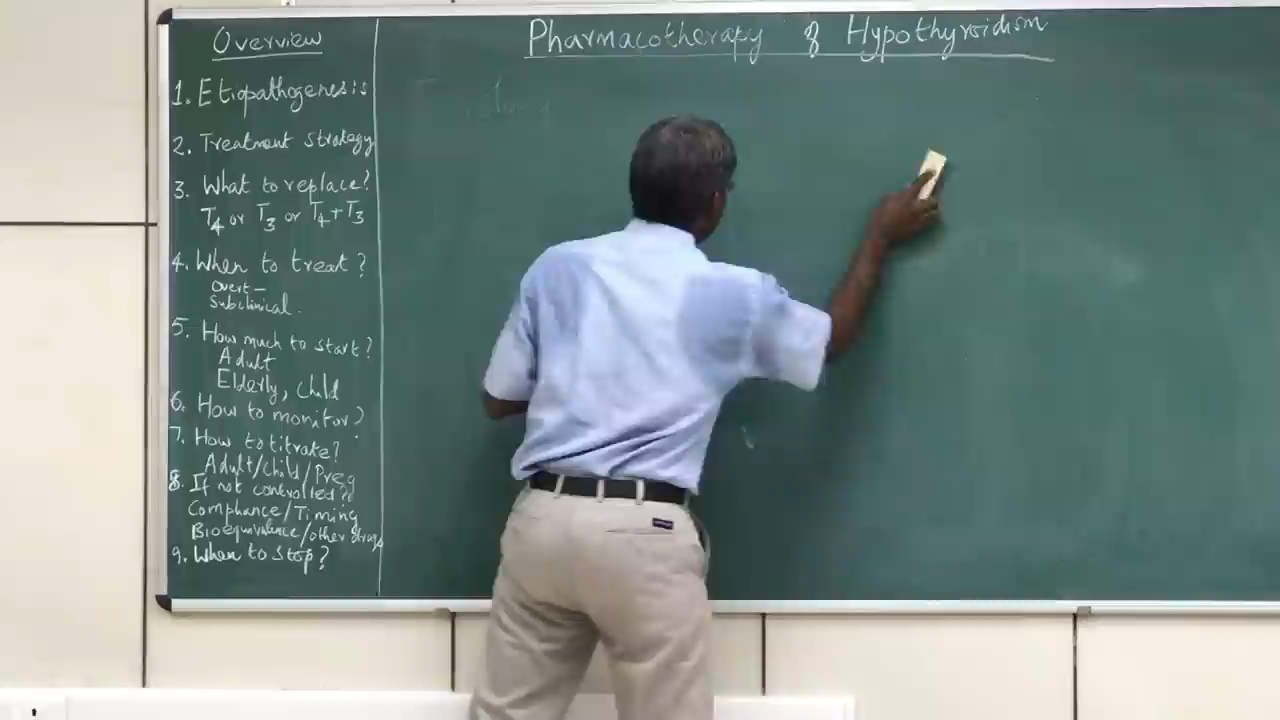 Overview
1. Etiopathogenesis
2. Treatment Strategy
3. What to replace?
T4 or T3 or T4+T3
4. When to treat?
Overt –
Subclinical.
5. How much to start?
Adult
Elderly, Child
6. How to monitor?
7. How to titrate?
Adult/child/Preg
8. If not controlled??
Compliance/Timing
Bioequivalence/other drugs
9. When to stop?
Pharmacotherapy of Hypothyroidism